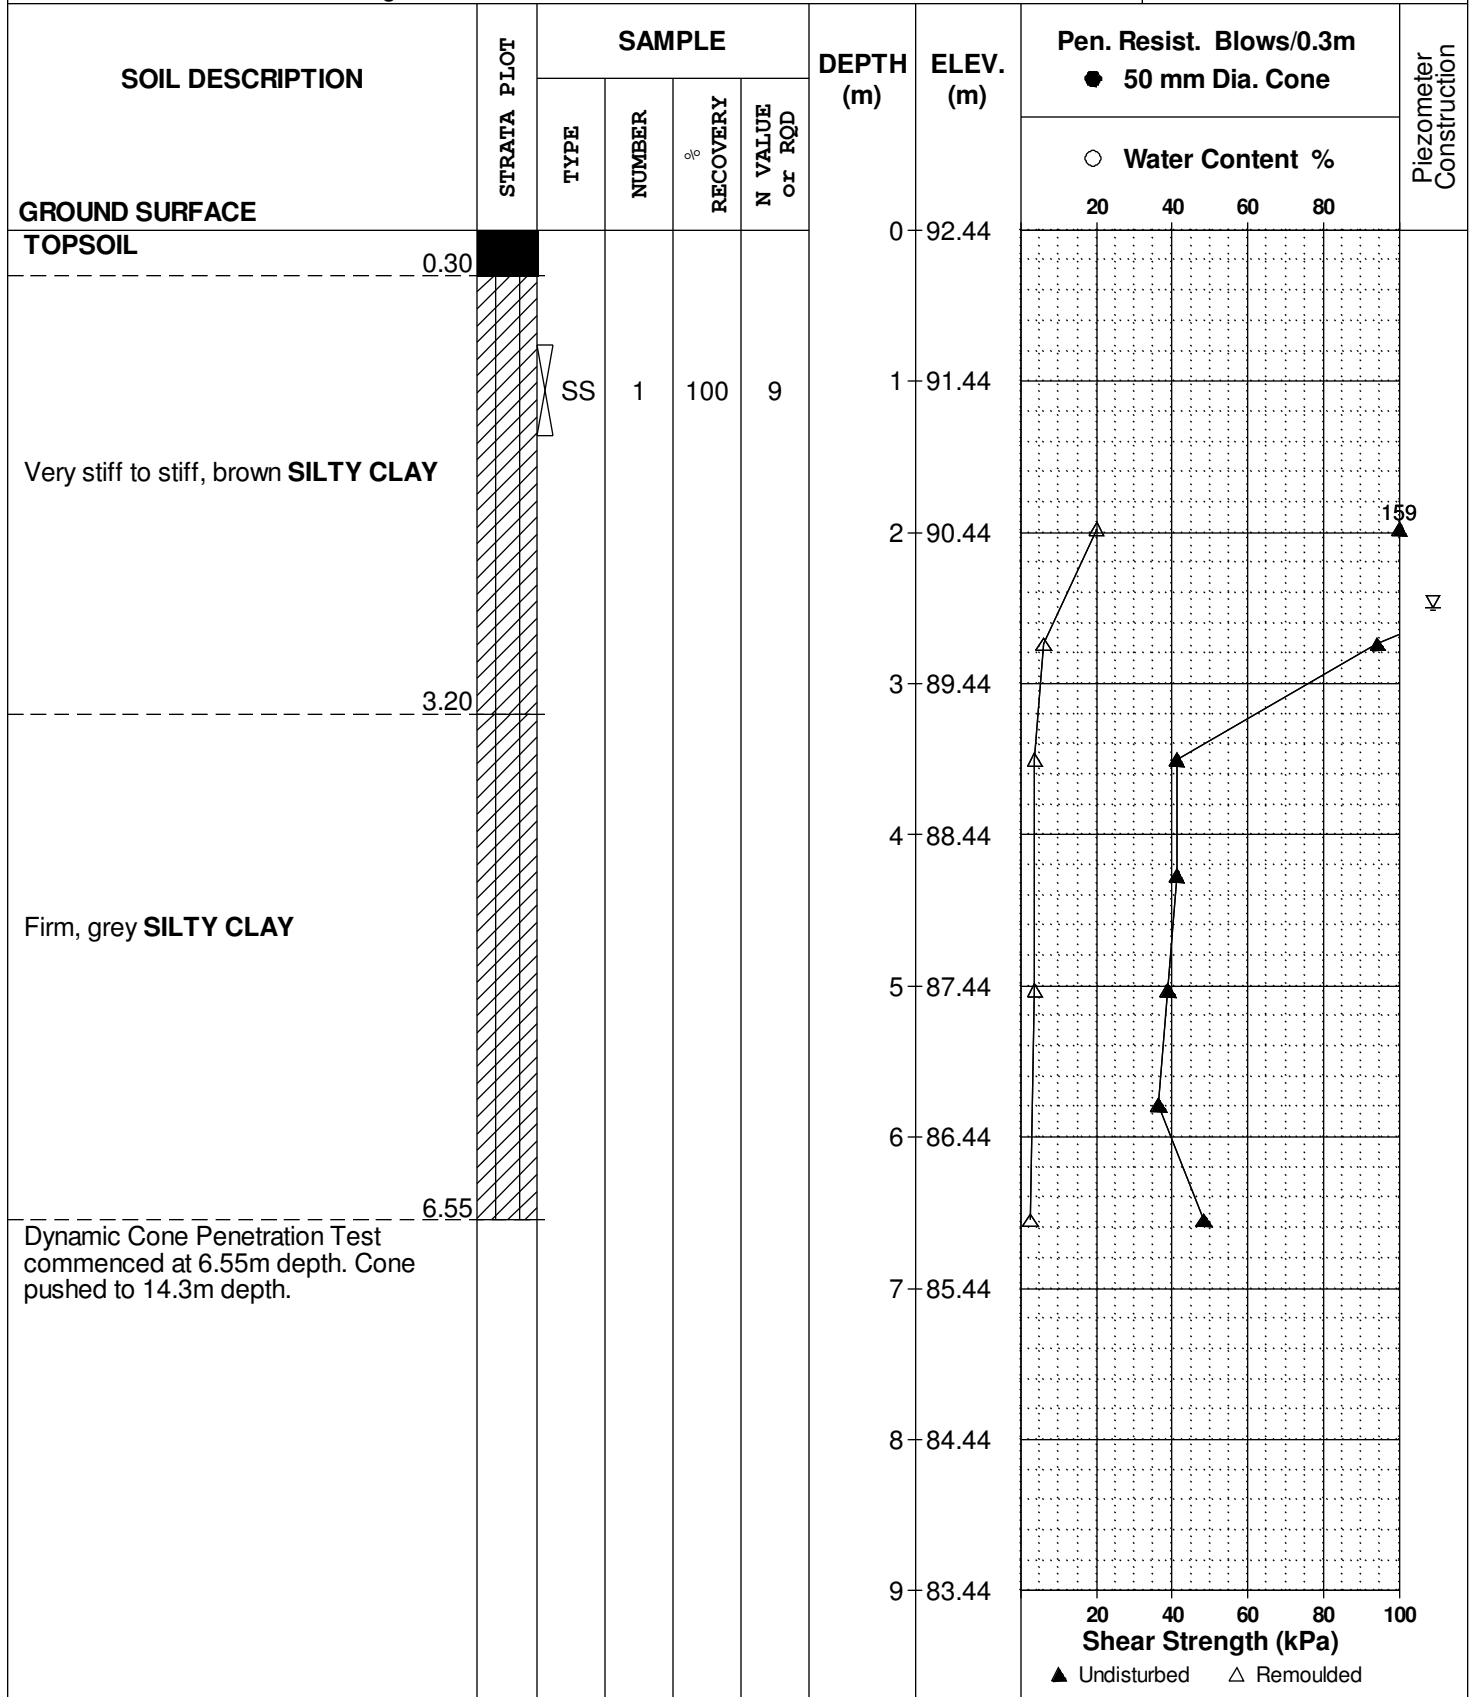 SOIL DESCRIPTION
GROUND SURFACE
STRATA PLOT
SAMPLE
TYPE
NUMBER
%
RECOVERY
N VALUE
or RQD
DEPTH
(m)
ELEV.
(m)
Pen. Resist. Blows/0.3m
50 mm Dia. Cone
Water Content %
20 40 60 80
Piezometer
Construction
TOPSOIL
0.30
0 92.44
SS 1 100 9
1 91.44
Very stiff to stiff, brown SILTY CLAY
159
2 90.44
3 89.44
3.20
4 88.44
Firm, grey SILTY CLAY
5 87.44
6 86.44
6.55
Dynamic Cone Penetration Test
commenced at 6.55m depth. Cone
pushed to 14.3m depth.
7 85.44
8 84.44
9 83.44
20 40 60 80 100
Shear Strength (kPa)
▲ Undisturbed △ Remoulded